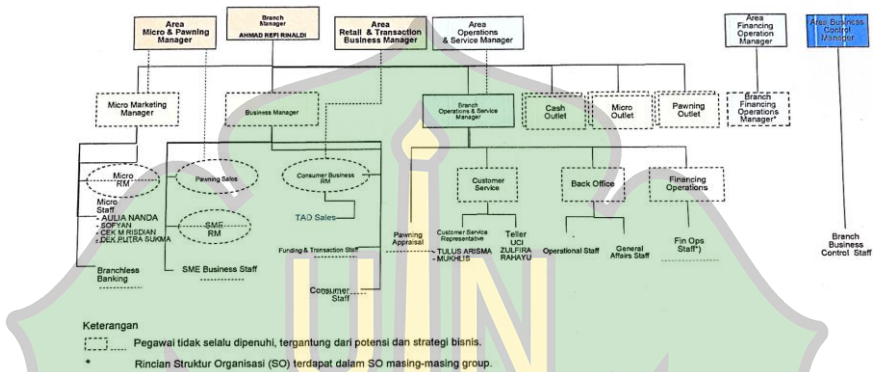 Area
Micro & Pawning
Manager
Branch
Manager
AHMAD REFI RINALDI
Area
Retail & Transaction
Business Manager
Area
Operations
& Service Manager
Area
Financing
Operation
Manager
Area Business
Control
Manager
Micro Marketing
Manager
Business Manager
Branch
Operations & Service
Manager
Cash
Outlet
Micro
Outlet
Pawning
Outlet
Branch
Financing
Operations
Manager*
Micro
RM
Pawning Sales
Consumer Business
RM
Customer
Service
Back Office
Financing
Operations
Micro
Staff
- AULIA NANDA
- SOFYAN
- CEK M RISDIAN
- DEK PUTRA SUKMA
SME
RM
TAO Sales
Pawning
Appraisal
Customer Service
Representative
- TULUS ARISMA
- MUKHLIS
Teller
UCI
ZULFIRA
RAHAYU
Operational Staff
General
Affairs Staff
Fin Ops
Staff*)
Branch
Business
Control Staff
Funding & Transaction Staff
Branchless
Banking
SME Business Staff
Consumer
Staff
Keterangan
Pegawai tidak selalu dipenuhi, tergantung dari potensi dan strategi bisnis.
* Rincian Struktur Organisasi (SO) terdapat dalam SO masing-masing group.
UIN